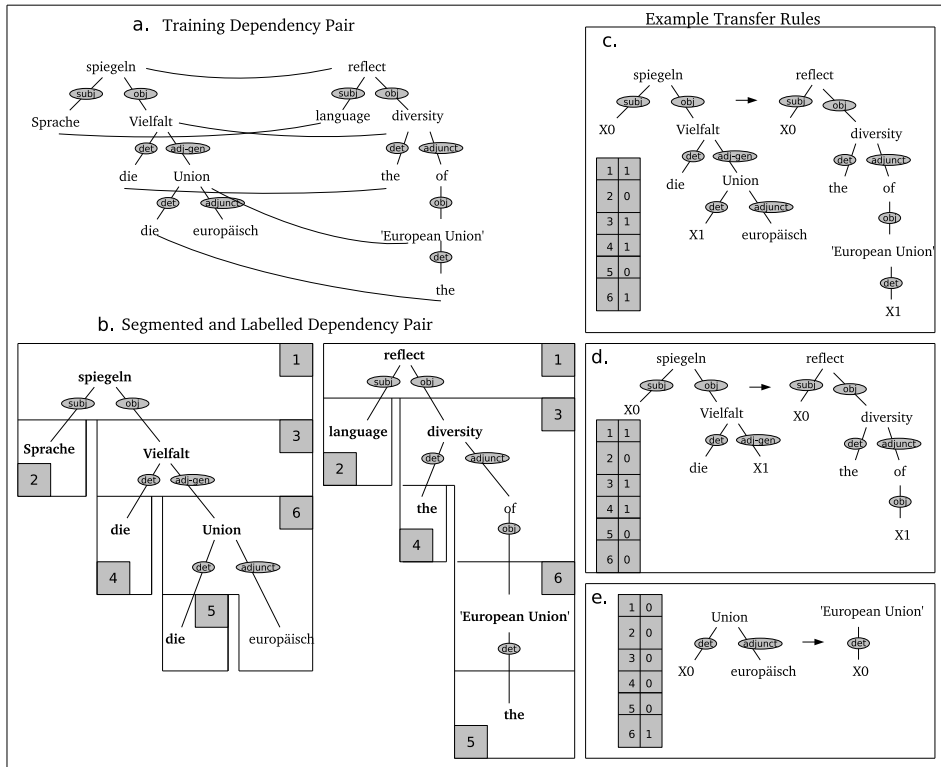 a. Training Dependency Pair
spiegeln reflect
subj obj subj obj
Sprache Vielfalt language diversity
det adj-gen det adjunct
die Union the of
det adjunct obj
die europäisch 'European Union'
det
the
b. Segmented and Labelled Dependency Pair
1
spiegeln
subj obj
3
Sprache Vielfalt
2 det adj-gen
6
die Union
4 det adjunct
5
die europäisch
reflect 1
subj obj
3
language diversity
2 det adjunct
the of
4 obj
6
'European Union'
det
the
5
Example Transfer Rules
c.
spiegeln reflect
subj obj subj obj
X0 Vielfalt X0 diversity
det adj-gen det adjunct
die Union the of
det adjunct obj
X1 europäisch 'European Union'
det
X1
1 1
2 0
3 1
4 1
5 0
6 1
d.
spiegeln reflect
subj obj subj obj
X0 Vielfalt X0 diversity
det adj-gen det adjunct
die X1 the of
obj
X1
1 1
2 0
3 1
4 1
5 0
6 0
e.
Union 'European Union'
det adjunct det
X0 europäisch X0
1 0
2 0
3 0
4 0
5 0
6 1